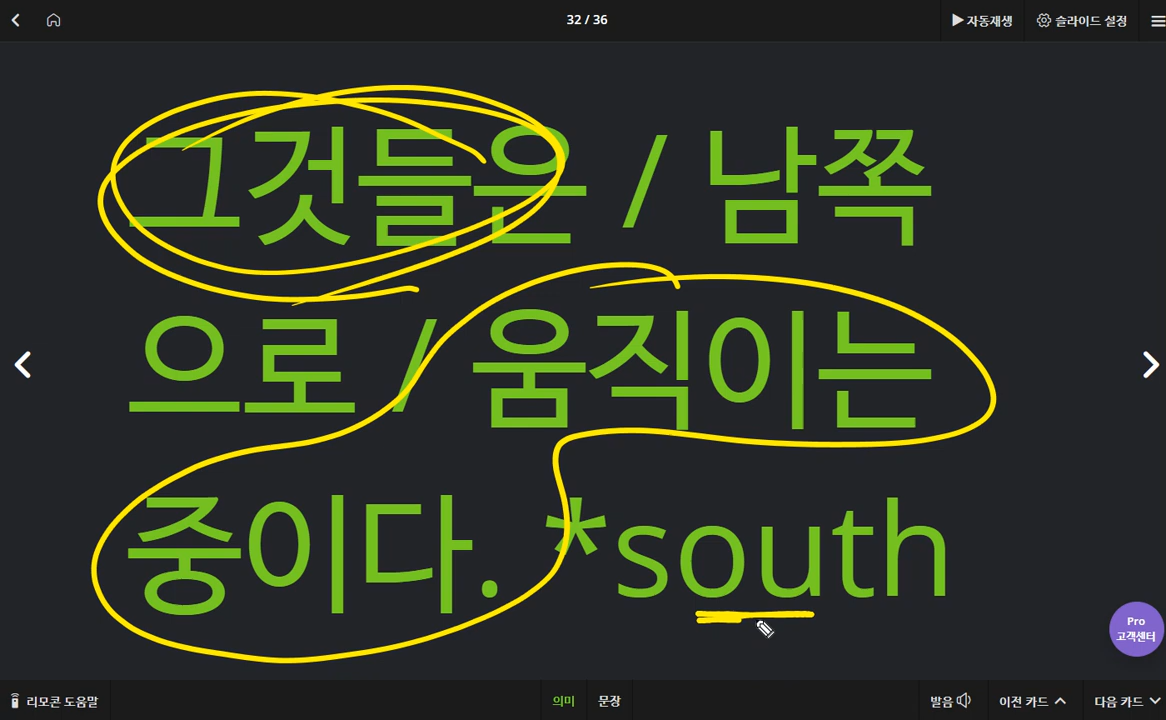 32 / 36
자동재생
슬라이드 설정
그것들은 / 남쪽
으로 / 움직이는
중이다. *south
Pro
고객센터
리모콘 도움말
의미
문장
발음
이전 카드
다음 카드